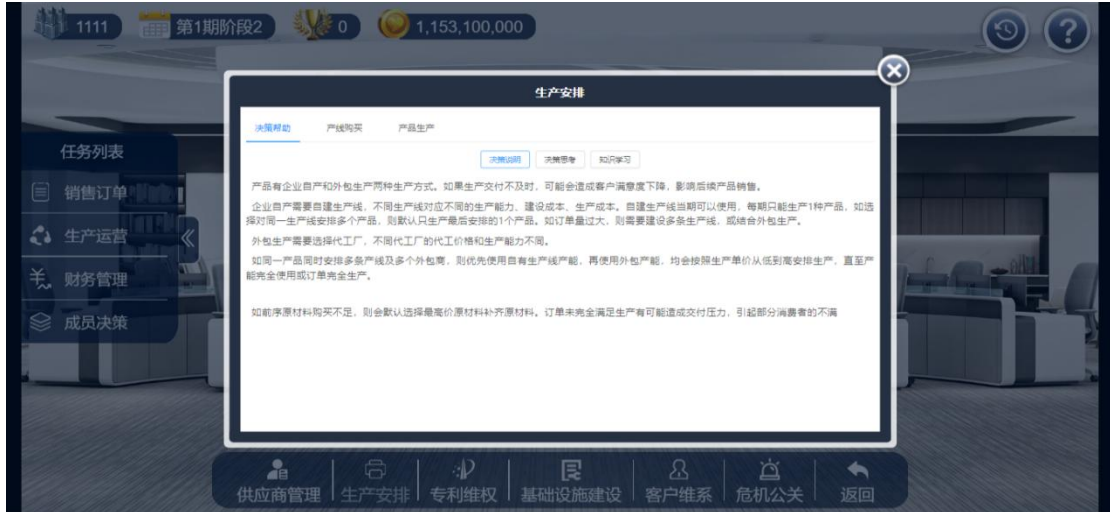 1111
第1期阶段2
0
1,153,100,000
?
生产安排
决策帮助 产线购买 产品生产
决策说明 决策思考 知识学习
产品有企业自产和外包生产两种生产方式。如果生产交付不及时，可能会造成客户满意度下降，影响后续产品销售。
企业自产需要自建生产线，不同生产线对应不同的生产能力、建设成本、生产成本。自建生产线当期可以使用，每期只能生产1种产品，如选
择对同一生产线安排多个产品，则默认只生产最后安排的1个产品。如订单量过大，则需要建设多条生产线，或结合外包生产。
外包生产需要选择代工厂，不同代工厂的代工价格和生产能力不同。
如同一产品同时安排多条产线及多个外包商，则优先使用自有生产线产能，再使用外包产能，均会按照生产单价从低到高安排生产，直至产
能完全使用或订单完全生产。
如前序原材料购买不足，则会默认选择最高价原材料补齐原材料。订单未完全满足生产有可能造成交付压力，引起部分消费者的不满
任务列表
销售订单
生产运营
财务管理
成员决策
供应商管理 生产安排 专利维权 基础设施建设 客户维系 危机公关 返回